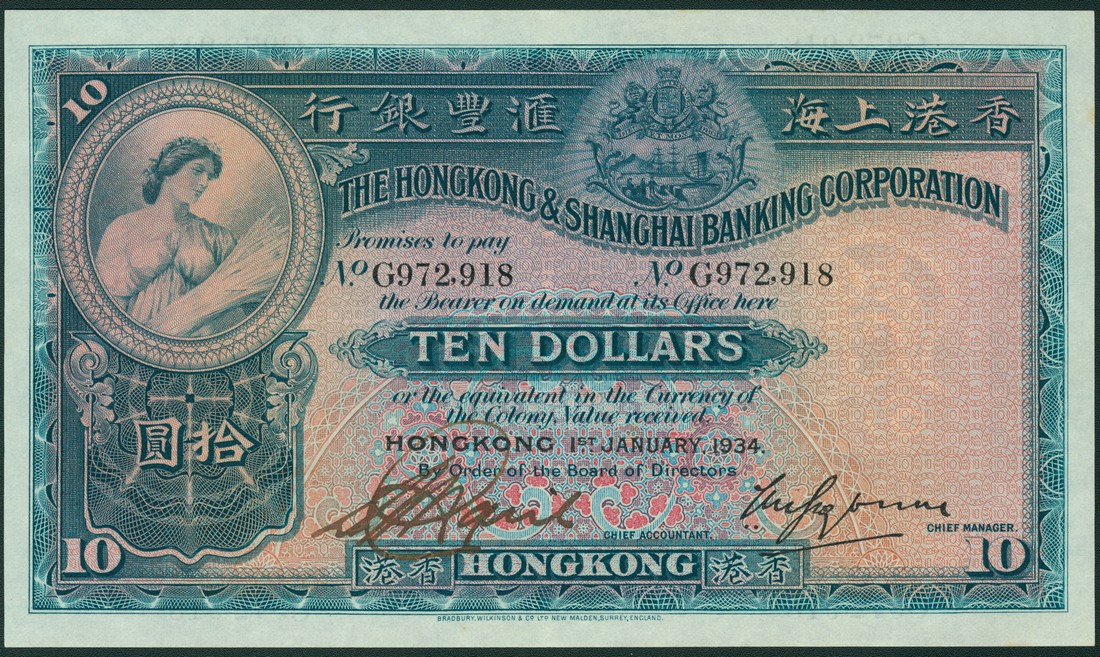 10
香港上海
滙豐銀行
THE HONGKONG & SHANGHAI BANKING CORPORATION
Promises to pay
No. G972,918 No. G972,918
the Bearer on demand at its Office here
TEN DOLLARS
or the equivalent in the Currency of
the Colony, Value received.
HONGKONG, 1ST JANUARY, 1934.
By Order of the Board of Directors
拾圓
CHIEF ACCOUNTANT.
CHIEF MANAGER.
10
香港 HONGKONG 香港
10
BRADBURY, WILKINSON & CO LTD NEW MALDEN, SURREY, ENGLAND.